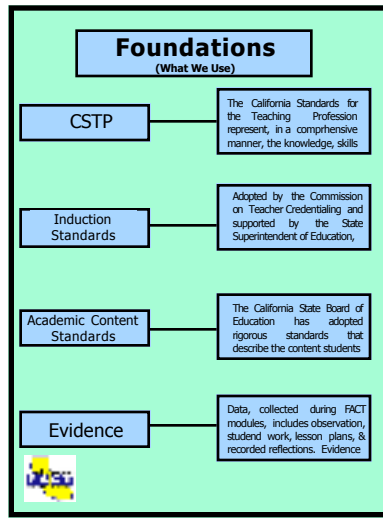 Foundations
(What We Use)
CSTP
The California Standards for
the Teaching Profession
represent, in a comprhensive
manner, the knowledge, skills
Induction
Standards
Adopted by the Commission
on Teacher Credentialing and
supported by the State
Superintendent of Education,
Academic Content
Standards
The California State Board of
Education has adopted
rigorous standards that
describe the content students
Evidence
Data, collected during FACT
modules, includes observation,
studend work, lesson plans, &
recorded reflections. Evidence